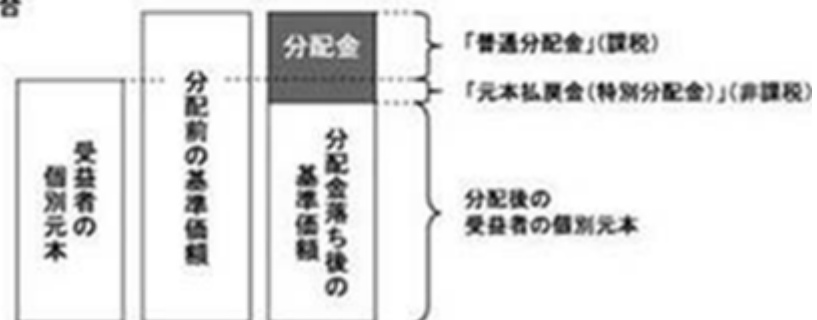 合
受益者の
個別元本
分配前の基準価額
分配金
分配金落ち後の
基準価額
「普通分配金」(課税)
「元本払戻金(特別分配金)」(非課税)
分配後の
受益者の個別元本